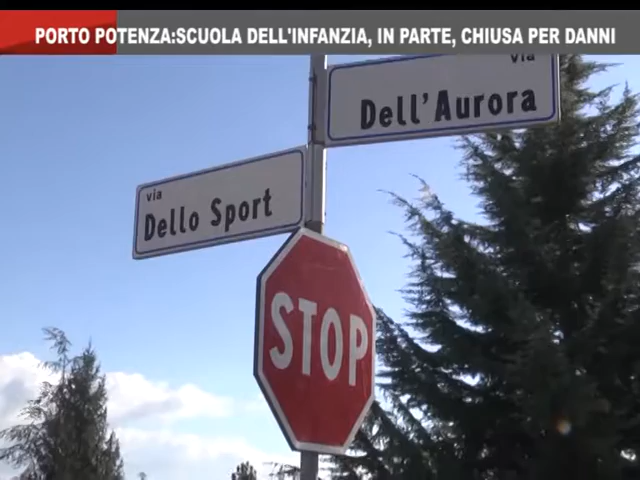 PORTO POTENZA:SCUOLA DELL'INFANZIA, IN PARTE, CHIUSA PER DANNI
via
Dell'Aurora
via
Dello Sport
STOP